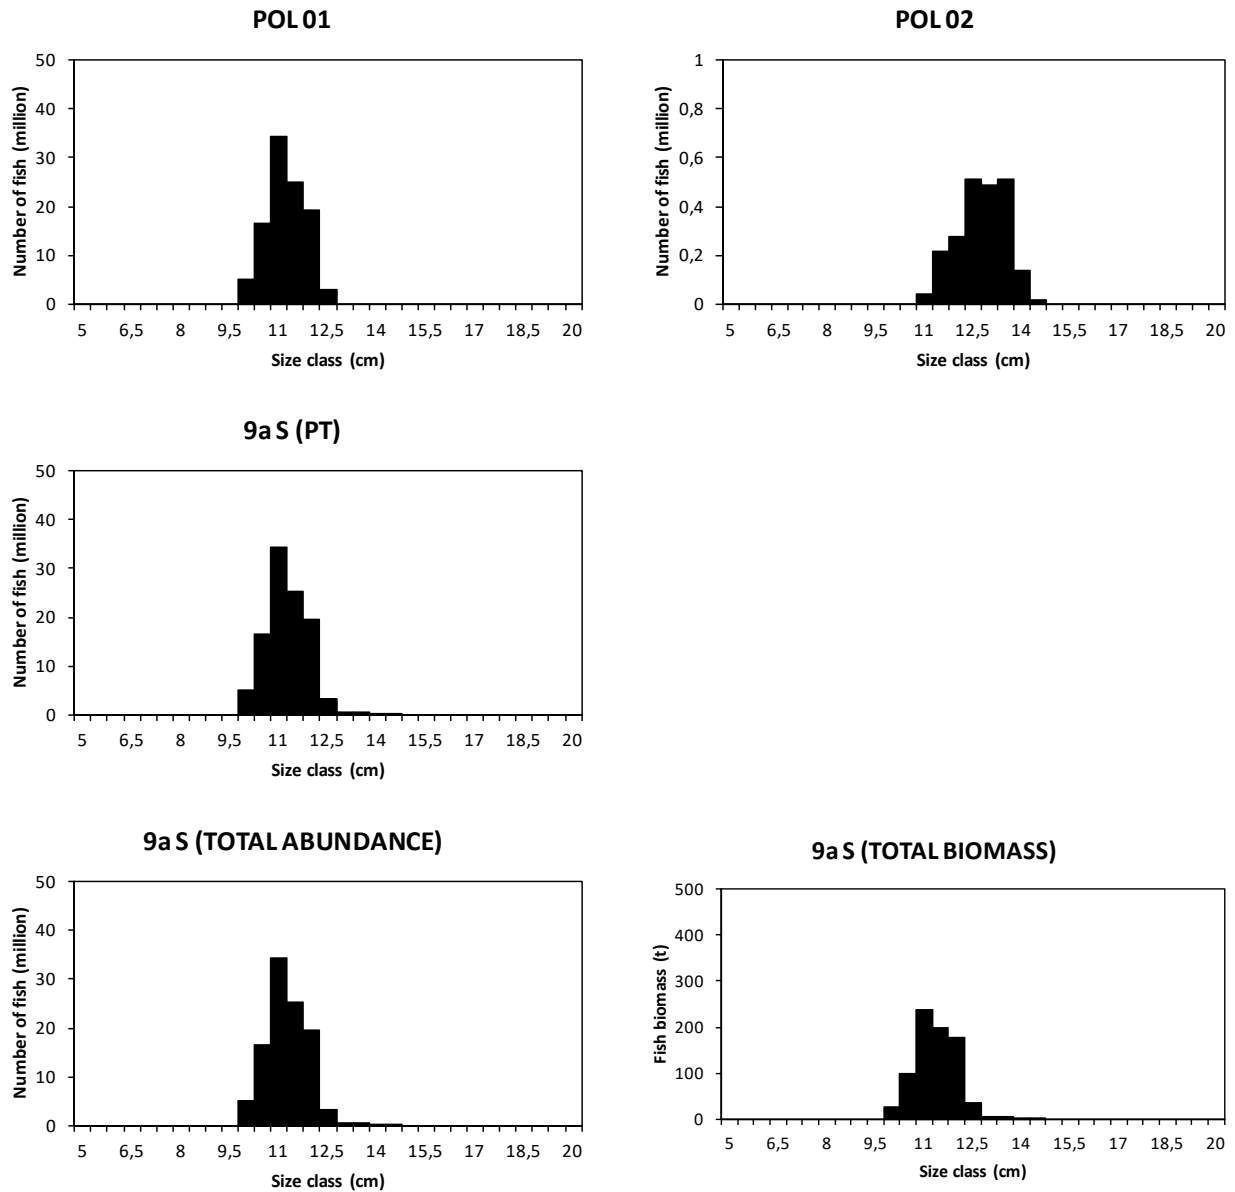 POL 01
50
40
30
20
10
0
Number of fish (million)
5 6,5 8 9,5 11 12,5 14 15,5 17 18,5 20
Size class (cm)
POL 02
1
0,8
0,6
0,4
0,2
0
Number of fish (million)
5 6,5 8 9,5 11 12,5 14 15,5 17 18,5 20
Size class (cm)
9a S (PT)
50
40
30
20
10
0
Number of fish (million)
5 6,5 8 9,5 11 12,5 14 15,5 17 18,5 20
Size class (cm)
9a S (TOTAL ABUNDANCE)
50
40
30
20
10
0
Number of fish (million)
5 6,5 8 9,5 11 12,5 14 15,5 17 18,5 20
Size class (cm)
9a S (TOTAL BIOMASS)
500
400
300
200
100
0
Fish biomass (t)
5 6,5 8 9,5 11 12,5 14 15,5 17 18,5 20
Size class (cm)